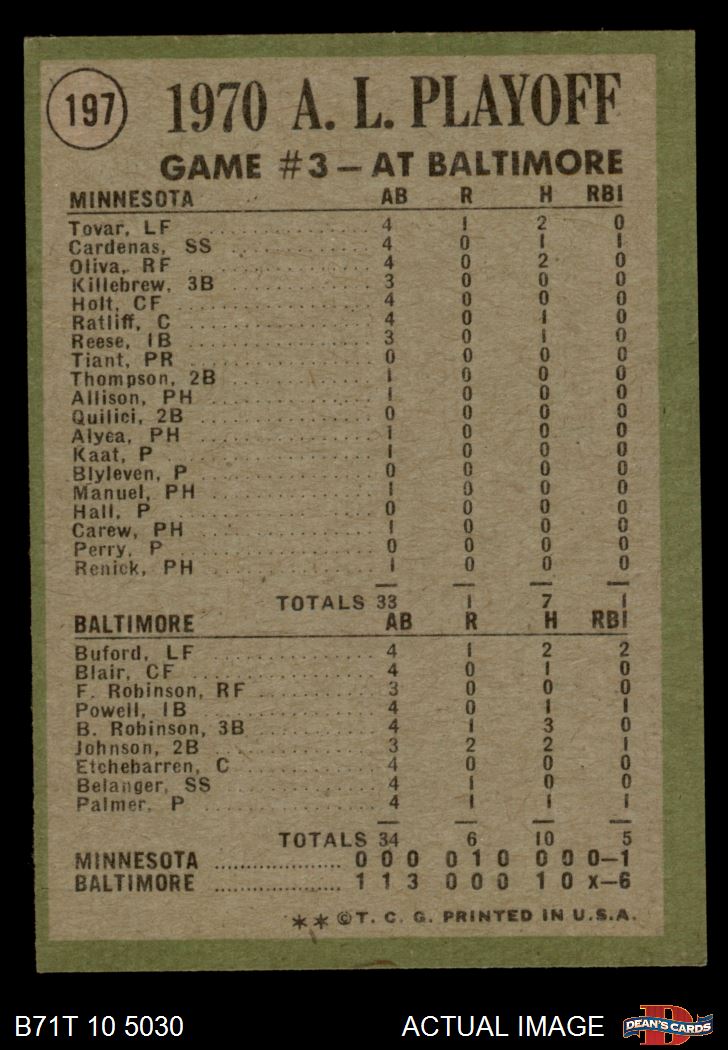 197 1970 A. L. PLAYOFF
GAME #3 – AT BALTIMORE
MINNESOTA AB R H RBI
Tovar, LF 4 1 2 0
Cardenas, SS 4 0 1 1
Oliva, RF 4 0 2 0
Killebrew, 3B 3 0 0 0
Holt, CF 4 0 0 0
Ratliff, C 4 0 1 0
Reese, 1B 3 0 1 0
Tiant, PR 0 0 0 0
Thompson, 2B 1 0 0 0
Allison, PH 1 0 0 0
Quilici, 2B 0 0 0 0
Alyea, PH 1 0 0 0
Kaat, P 1 0 0 0
Blyleven, P 0 0 0 0
Manuel, PH 1 0 0 0
Hall, P 0 0 0 0
Carew, PH 1 0 0 0
Perry, P 0 0 0 0
Renick, PH 1 0 0 0
TOTALS 33 1 7 1
BALTIMORE AB R H RBI
Buford, LF 4 1 2 2
Blair, CF 4 0 1 0
F. Robinson, RF 3 0 0 0
Powell, 1B 4 0 1 1
B. Robinson, 3B 4 1 3 0
Johnson, 2B 3 2 2 1
Etchebarren, C 4 0 0 0
Belanger, SS 4 1 0 0
Palmer, P 4 1 1 1
TOTALS 34 6 10 5
MINNESOTA 0 0 0 0 1 0 0 0 0–1
BALTIMORE 1 1 3 0 0 0 1 0 x–6
**©T. C. G. PRINTED IN U.S.A.
B71T 10 5030 ACTUAL IMAGE D DEAN'S CARDS